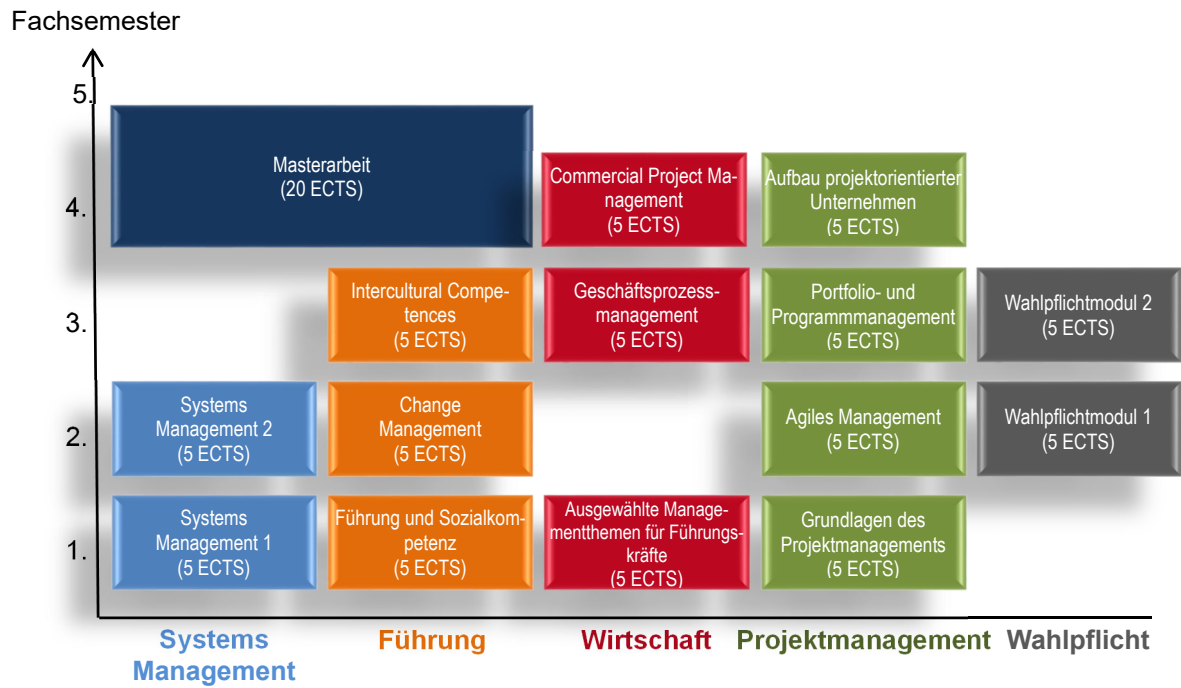 Fachsemester
5.
Masterarbeit
(20 ECTS)
4.
Commercial Project Ma-
nagement
(5 ECTS)
Aufbau projektorientierter
Unternehmen
(5 ECTS)
3.
Intercultural Compe-
tences
(5 ECTS)
Geschäftsprozess-
management
(5 ECTS)
Portfolio- und
Programmmanagement
(5 ECTS)
Wahlpflichtmodul 2
(5 ECTS)
2.
Systems
Management 2
(5 ECTS)
Change
Management
(5 ECTS)
Agiles Management
(5 ECTS)
Wahlpflichtmodul 1
(5 ECTS)
1.
Systems
Management 1
(5 ECTS)
Führung und Sozialkom-
petenz
(5 ECTS)
Ausgewählte Manage-
mentthemen für Führungs-
kräfte
(5 ECTS)
Grundlagen des
Projektmanagements
(5 ECTS)
Systems
Management
Führung
Wirtschaft
Projektmanagement
Wahlpflicht